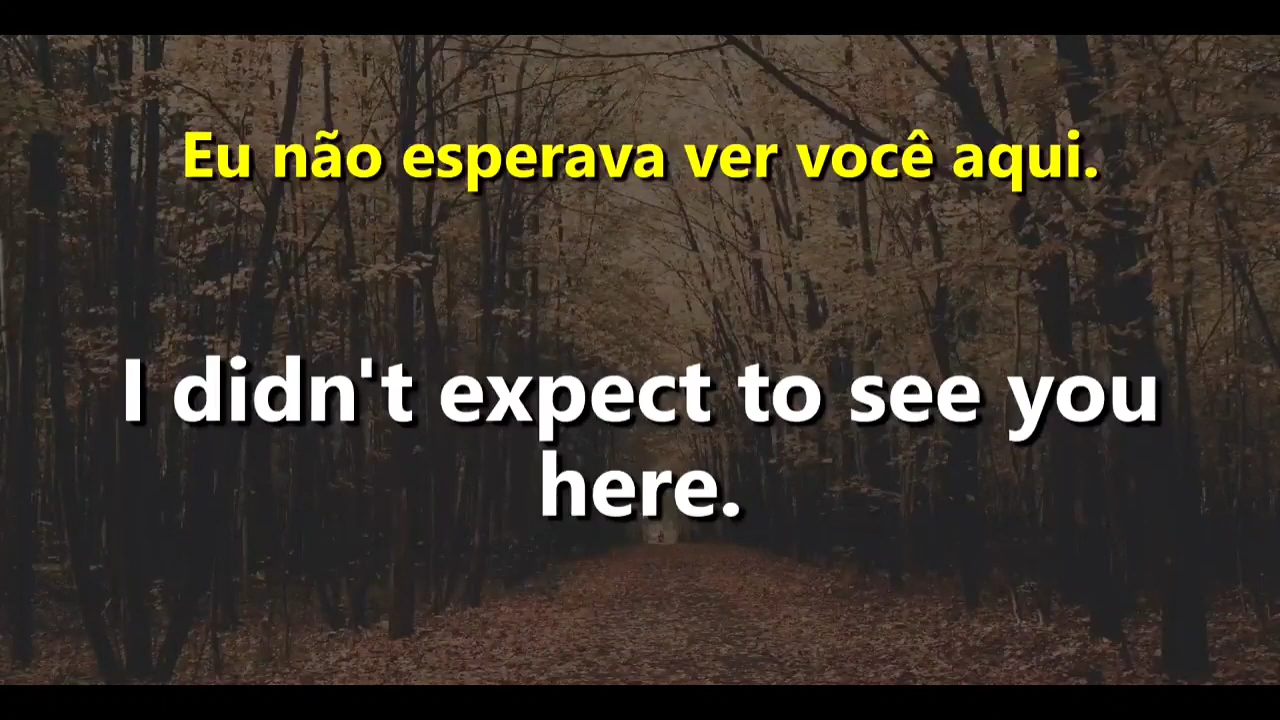 Eu não esperava ver você aqui.
I didn't expect to see you
here.